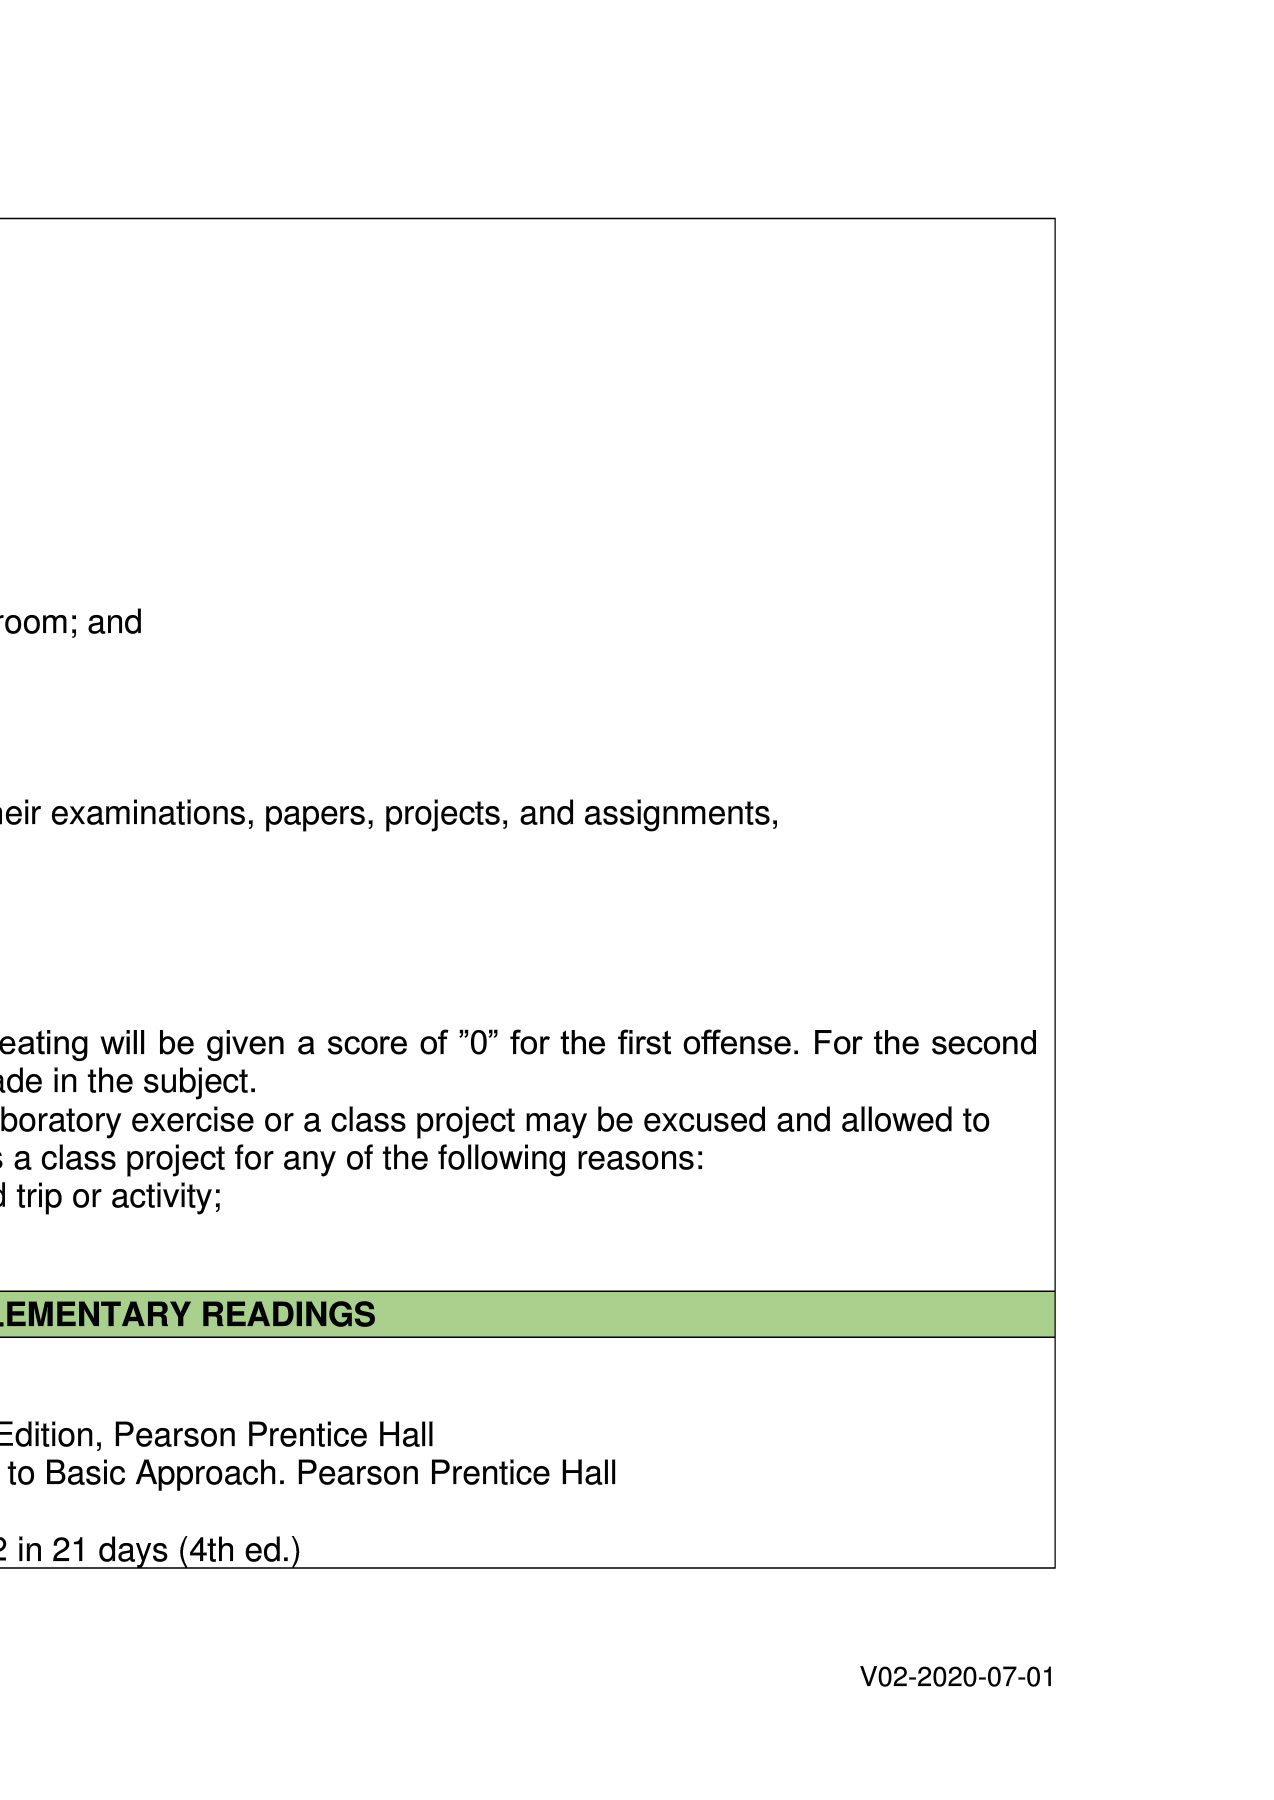 room; and
eir examinations, papers, projects, and assignments,
eating will be given a score of ”0” for the first offense. For the second
ade in the subject.
boratory exercise or a class project may be excused and allowed to
s a class project for any of the following reasons:
d trip or activity;
LEMENTARY READINGS
Edition, Pearson Prentice Hall
to Basic Approach. Pearson Prentice Hall
2 in 21 days (4th ed.)
V02-2020-07-01